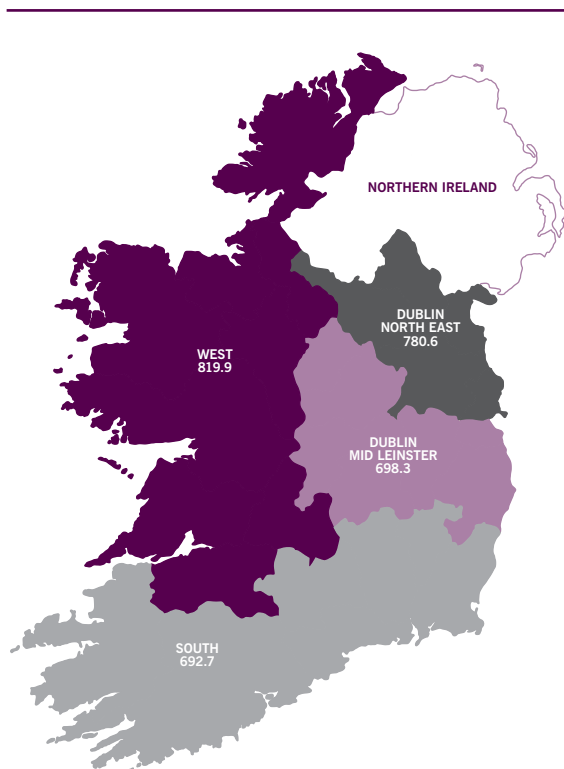 NORTHERN IRELAND
DUBLIN
NORTH EAST
780.6
WEST
819.9
DUBLIN
MID LEINSTER
698.3
SOUTH
692.7